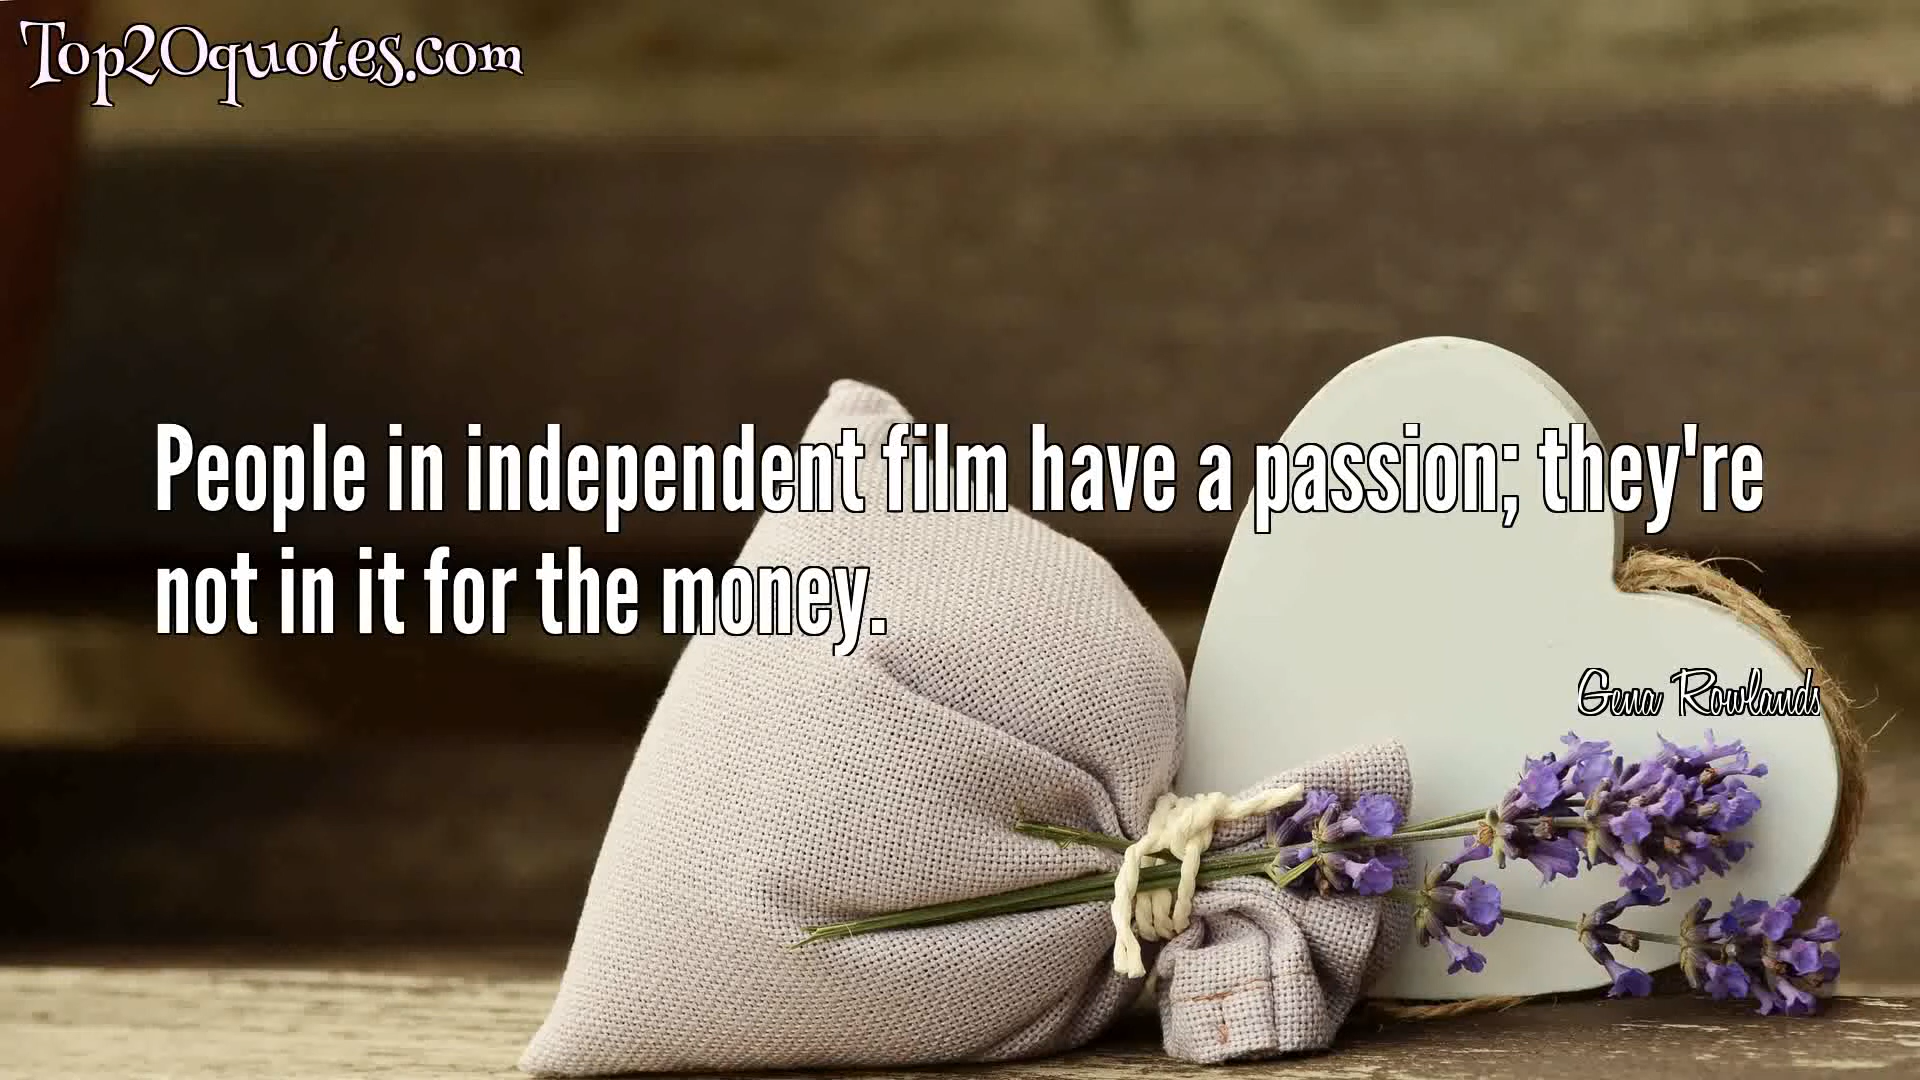 Top20quotes.com
People in independent film have a passion; they're
not in it for the money.
Gena Rowlands